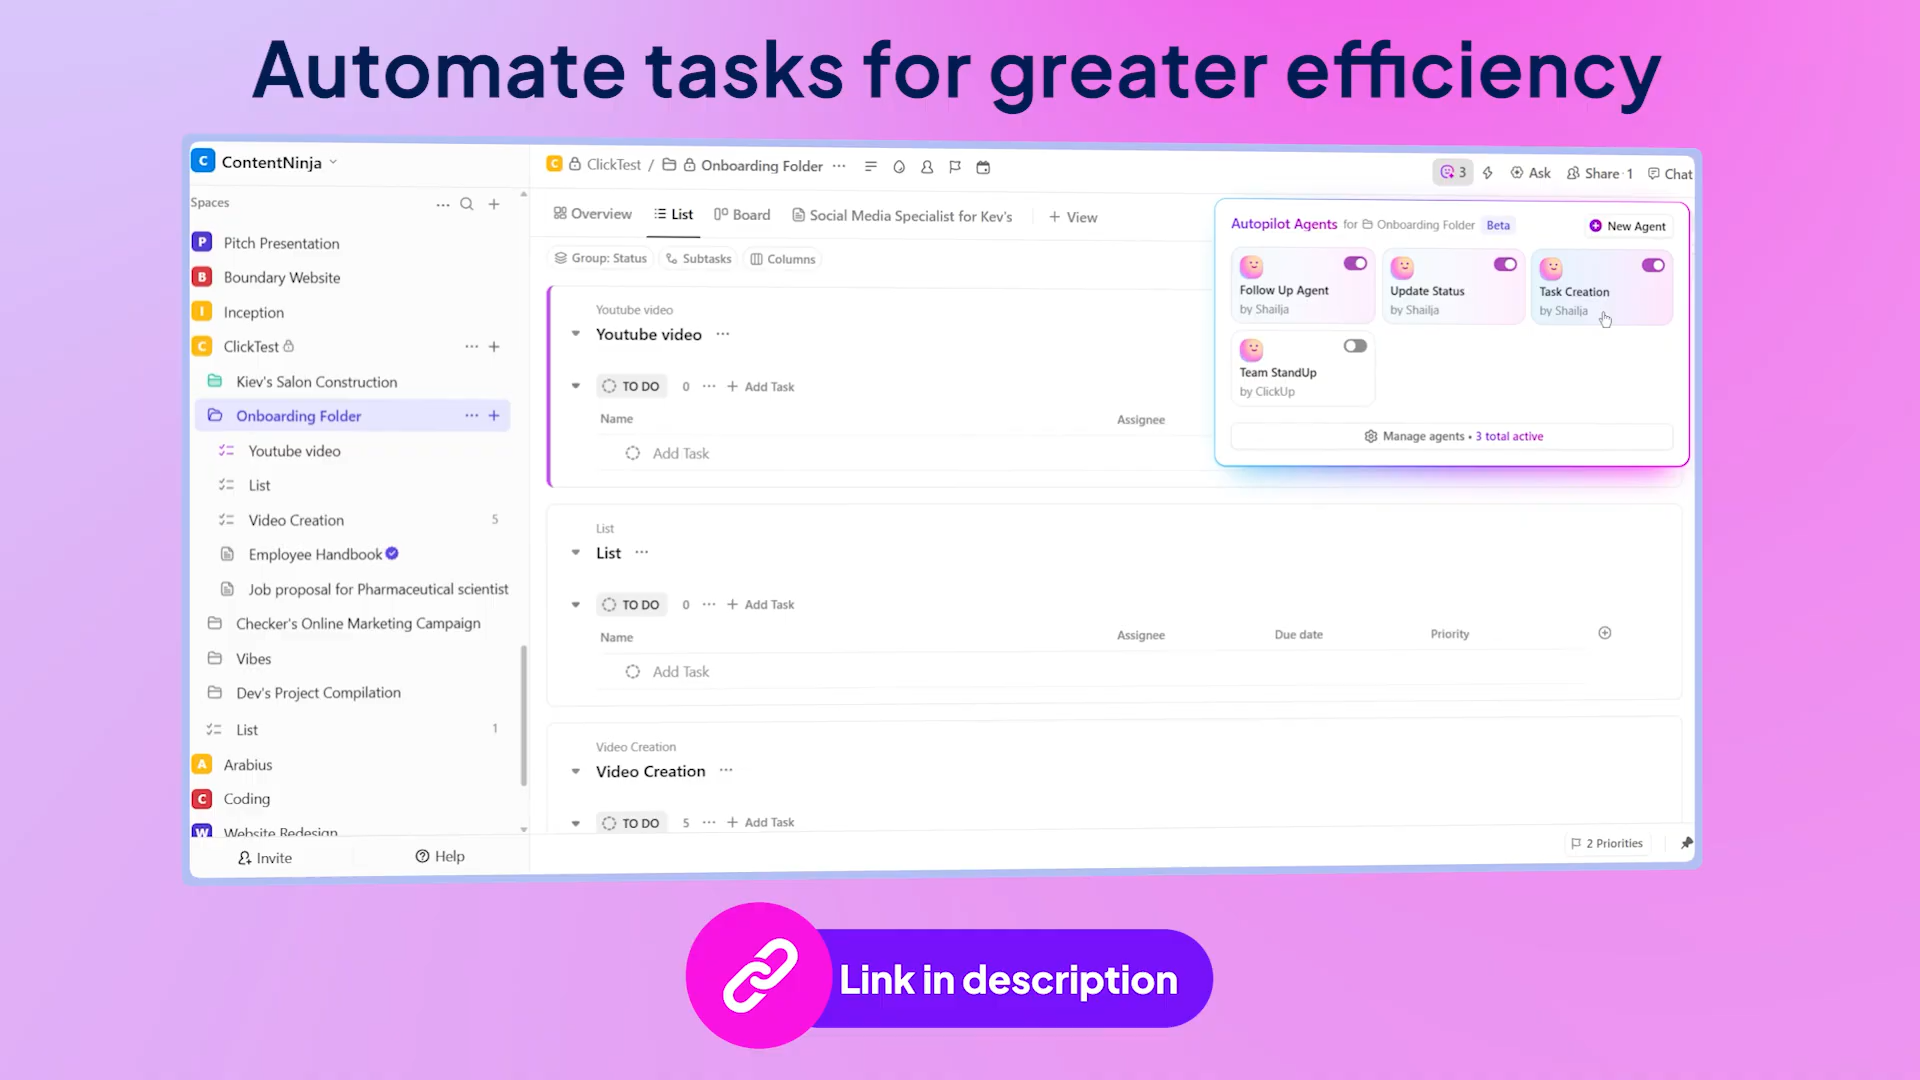 Automate tasks for greater efficiency
C ContentNinja
Spaces
P Pitch Presentation
B Boundary Website
I Inception
C ClickTest
Kiev's Salon Construction
Onboarding Folder
Youtube video
List
Video Creation 5
Employee Handbook
Job proposal for Pharmaceutical scientist
Checker's Online Marketing Campaign
Vibes
Dev's Project Compilation
List 1
A Arabius
C Coding
W Website Redesign
Invite
Help
C ClickTest / Onboarding Folder
3 Ask Share 1 Chat
Overview List Board Social Media Specialist for Kev's + View
Group: Status Subtasks Columns
Youtube video
Youtube video
TO DO 0 + Add Task
Name Assignee
Add Task
List
List
TO DO 0 + Add Task
Name Assignee Due date Priority
Add Task
Video Creation
Video Creation
TO DO 5 + Add Task
Autopilot Agents for Onboarding Folder Beta New Agent
Follow Up Agent
by Shailja
Update Status
by Shailja
Task Creation
by Shailja
Team StandUp
by ClickUp
Manage agents • 3 total active
2 Priorities
Link in description